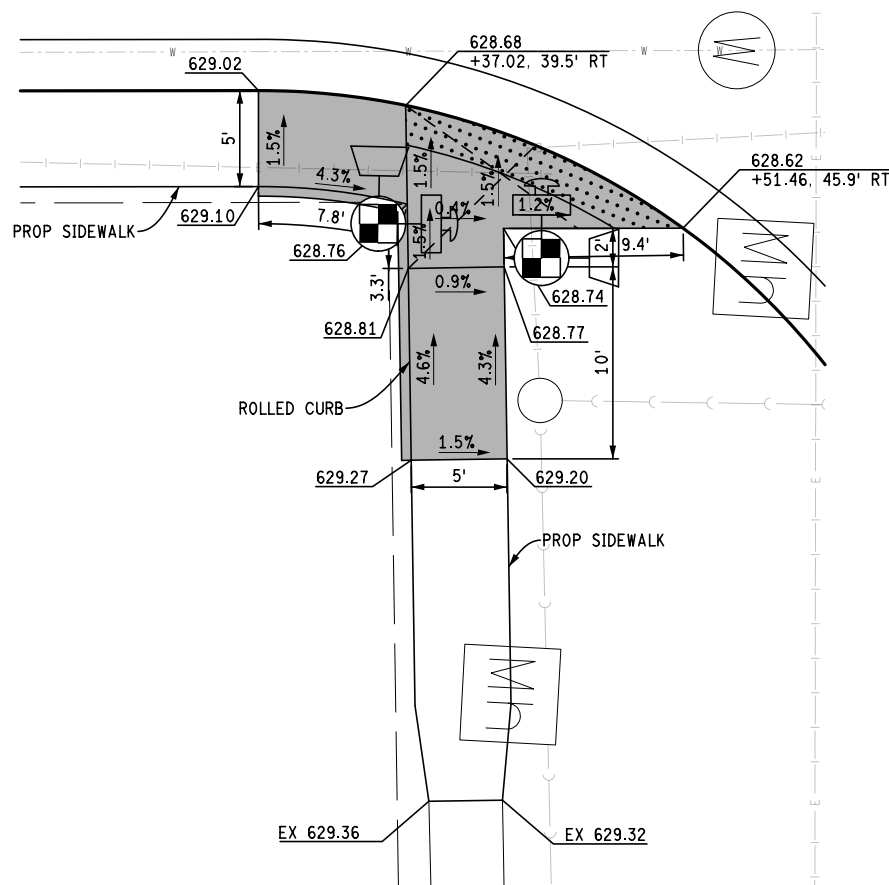 W
W
W
W
W
628.68
+37.02, 39.5' RT
629.02
5'
1.5%
1.5%
1.5%
4.3%
628.62
+51.46, 45.9' RT
629.10
7.8'
0.4%
1.2%
1.5%
PROP SIDEWALK
628.76
2'
9.4'
MH
3.3'
0.9%
628.74
628.81
628.77
4.6%
4.3%
10'
ROLLED CURB
1.5%
629.27
5'
629.20
PROP SIDEWALK
MH
EX 629.36
EX 629.32
E
E